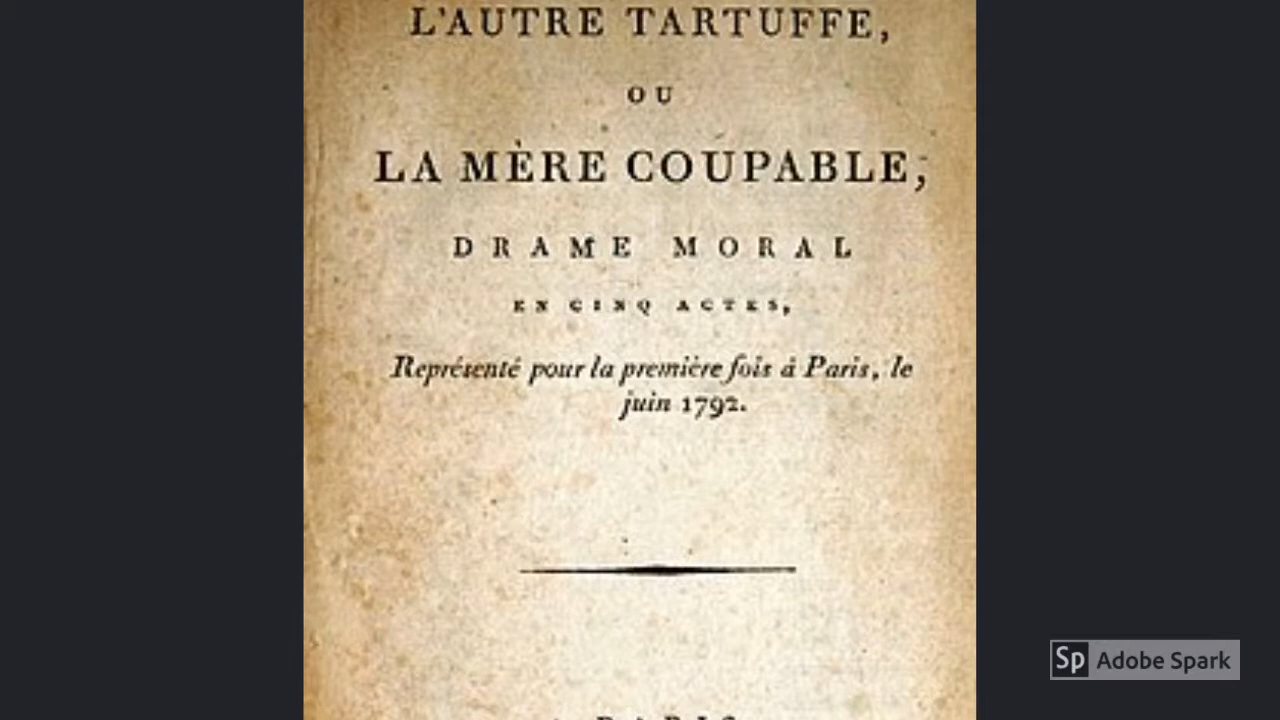 L'AUTRE TARTUFFE,
OU
LA MÈRE COUPABLE,
DRAME MORAL
EN CINQ ACTES,
Représenté pour la première fois à Paris, le
juin 1792.
Sp Adobe Spark